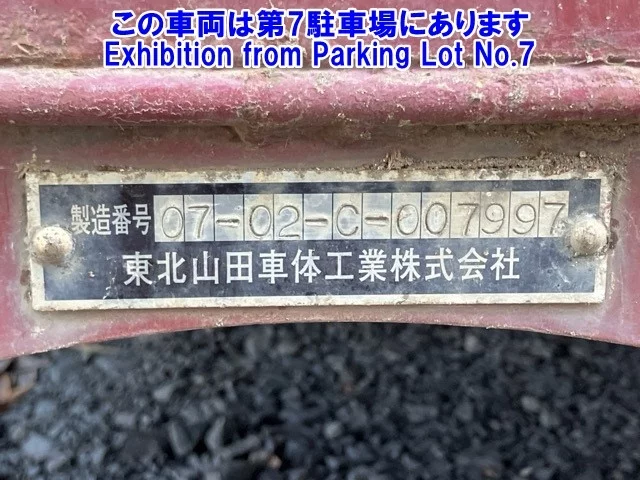 この車両は第7駐車場にあります
Exhibition from Parking Lot No.7
製造番号 07-02-C-007997
東北山田車体工業株式会社